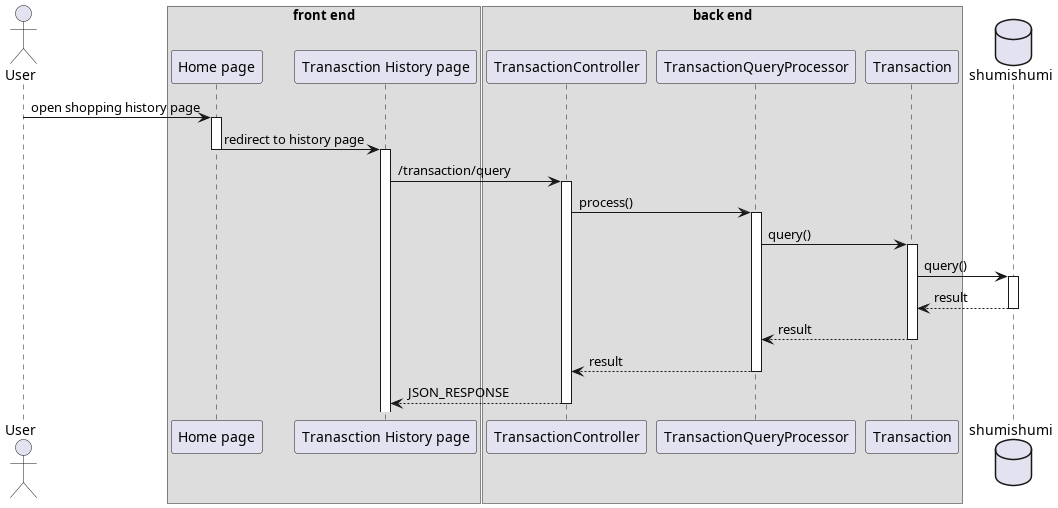 front end
back end
User
Home page
Tranasction History page
TransactionController
TransactionQueryProcessor
Transaction
shumishumi
open shopping history page
redirect to history page
/transaction/query
process()
query()
query()
result
result
result
JSON_RESPONSE
User
Home page
Tranasction History page
TransactionController
TransactionQueryProcessor
Transaction
shumishumi